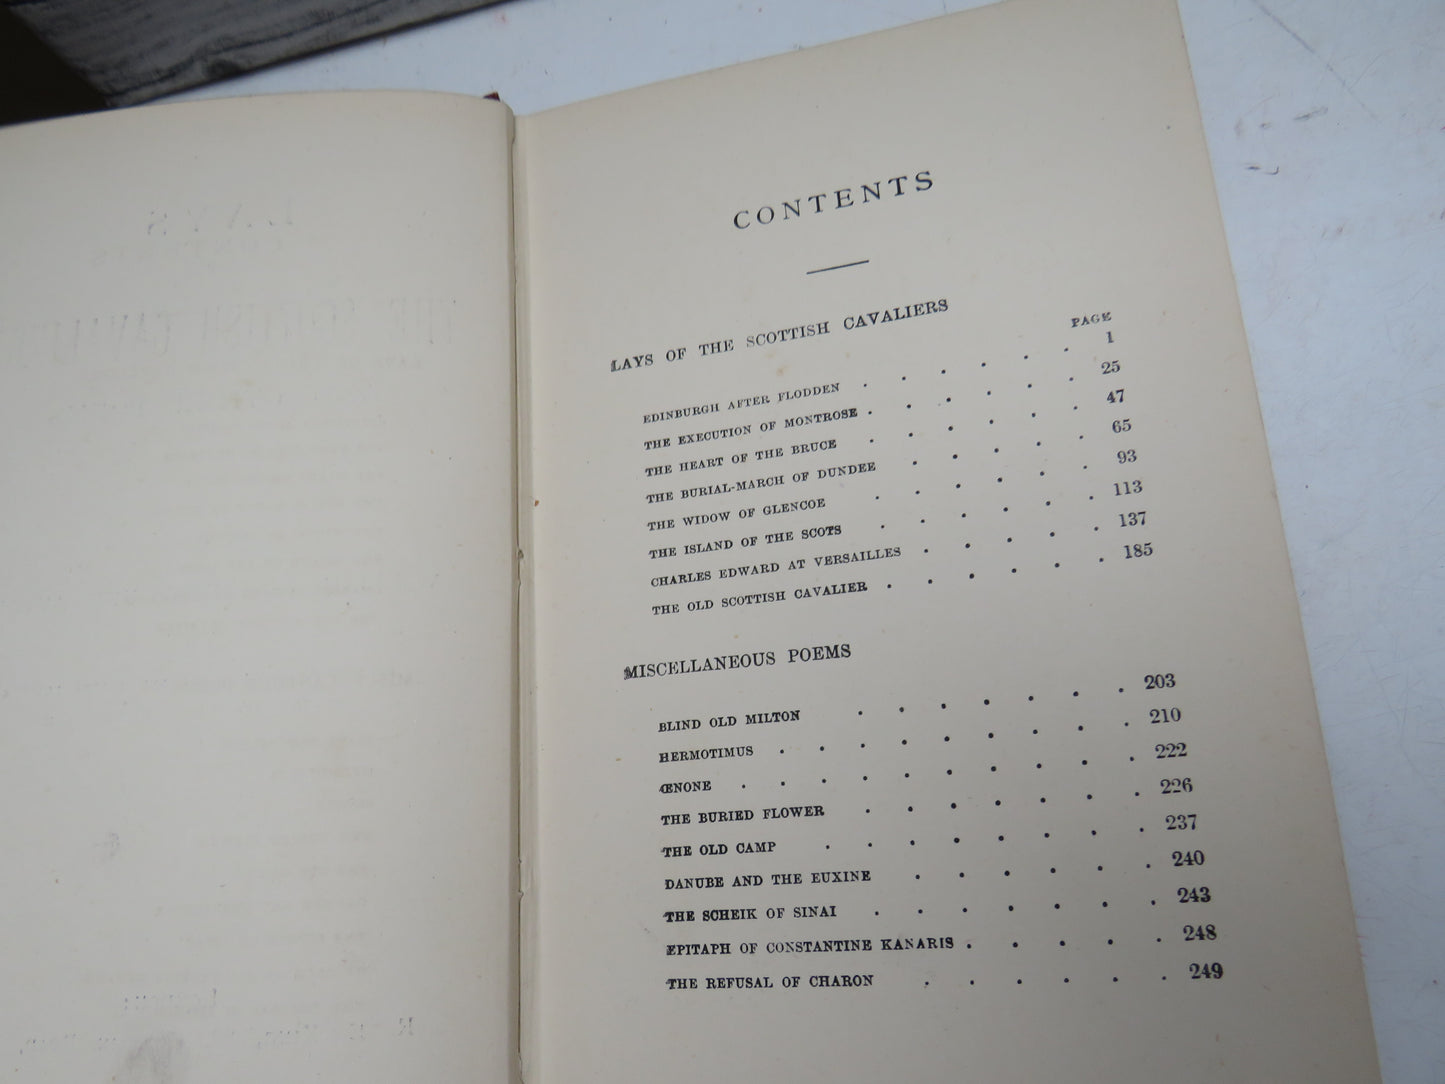 CONTENTS
LAYS OF THE SCOTTISH CAVALIERS
PAGE
EDINBURGH AFTER FLODDEN . . . . . . 1
THE EXECUTION OF MONTROSE . . . . . . 25
THE HEART OF THE BRUCE . . . . . . 47
THE BURIAL-MARCH OF DUNDEE . . . . . 65
THE WIDOW OF GLENCOE . . . . . . 93
THE ISLAND OF THE SCOTS . . . . . . 113
CHARLES EDWARD AT VERSAILLES . . . . . 137
THE OLD SCOTTISH CAVALIER . . . . . . 185
MISCELLANEOUS POEMS
BLIND OLD MILTON . . . . . . . 203
HERMOTIMUS . . . . . . . . . 210
ŒNONE . . . . . . . . . . 222
THE BURIED FLOWER . . . . . . . 226
THE OLD CAMP . . . . . . . . 237
DANUBE AND THE EUXINE . . . . . . 240
THE SCHEIK OF SINAI . . . . . . . 243
EPITAPH OF CONSTANTINE KANARIS . . . . . 248
THE REFUSAL OF CHARON . . . . . . 249